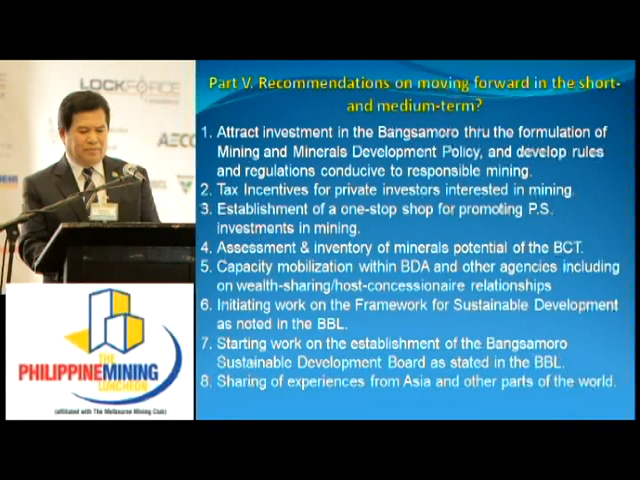 LOCKFORCE
AECO
Part V. Recommendations on moving forward in the short-
and medium-term?
1. Attract investment in the Bangsamoro thru the formulation of
Mining and Minerals Development Policy, and develop rules
and regulations conducive to responsible mining.
2. Tax Incentives for private investors interested in mining.
3. Establishment of a one-stop shop for promoting P.S.
investments in mining.
4. Assessment & inventory of minerals potential of the BCT.
5. Capacity mobilization within BDA and other agencies including
on wealth-sharing/host-concessionaire relationships
6. Initiating work on the Framework for Sustainable Development
as noted in the BBL.
7. Starting work on the establishment of the Bangsamoro
Sustainable Development Board as stated in the BBL.
8. Sharing of experiences from Asia and other parts of the world.
THE
PHILIPPINEMINING
LUNCHEON
(affiliated with The Melbourne Mining Club)